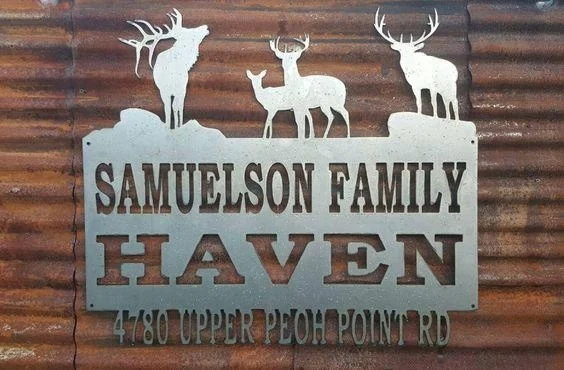 SAMUELSON FAMILY
HAVEN
4780 UPPER PEOH POINT RD